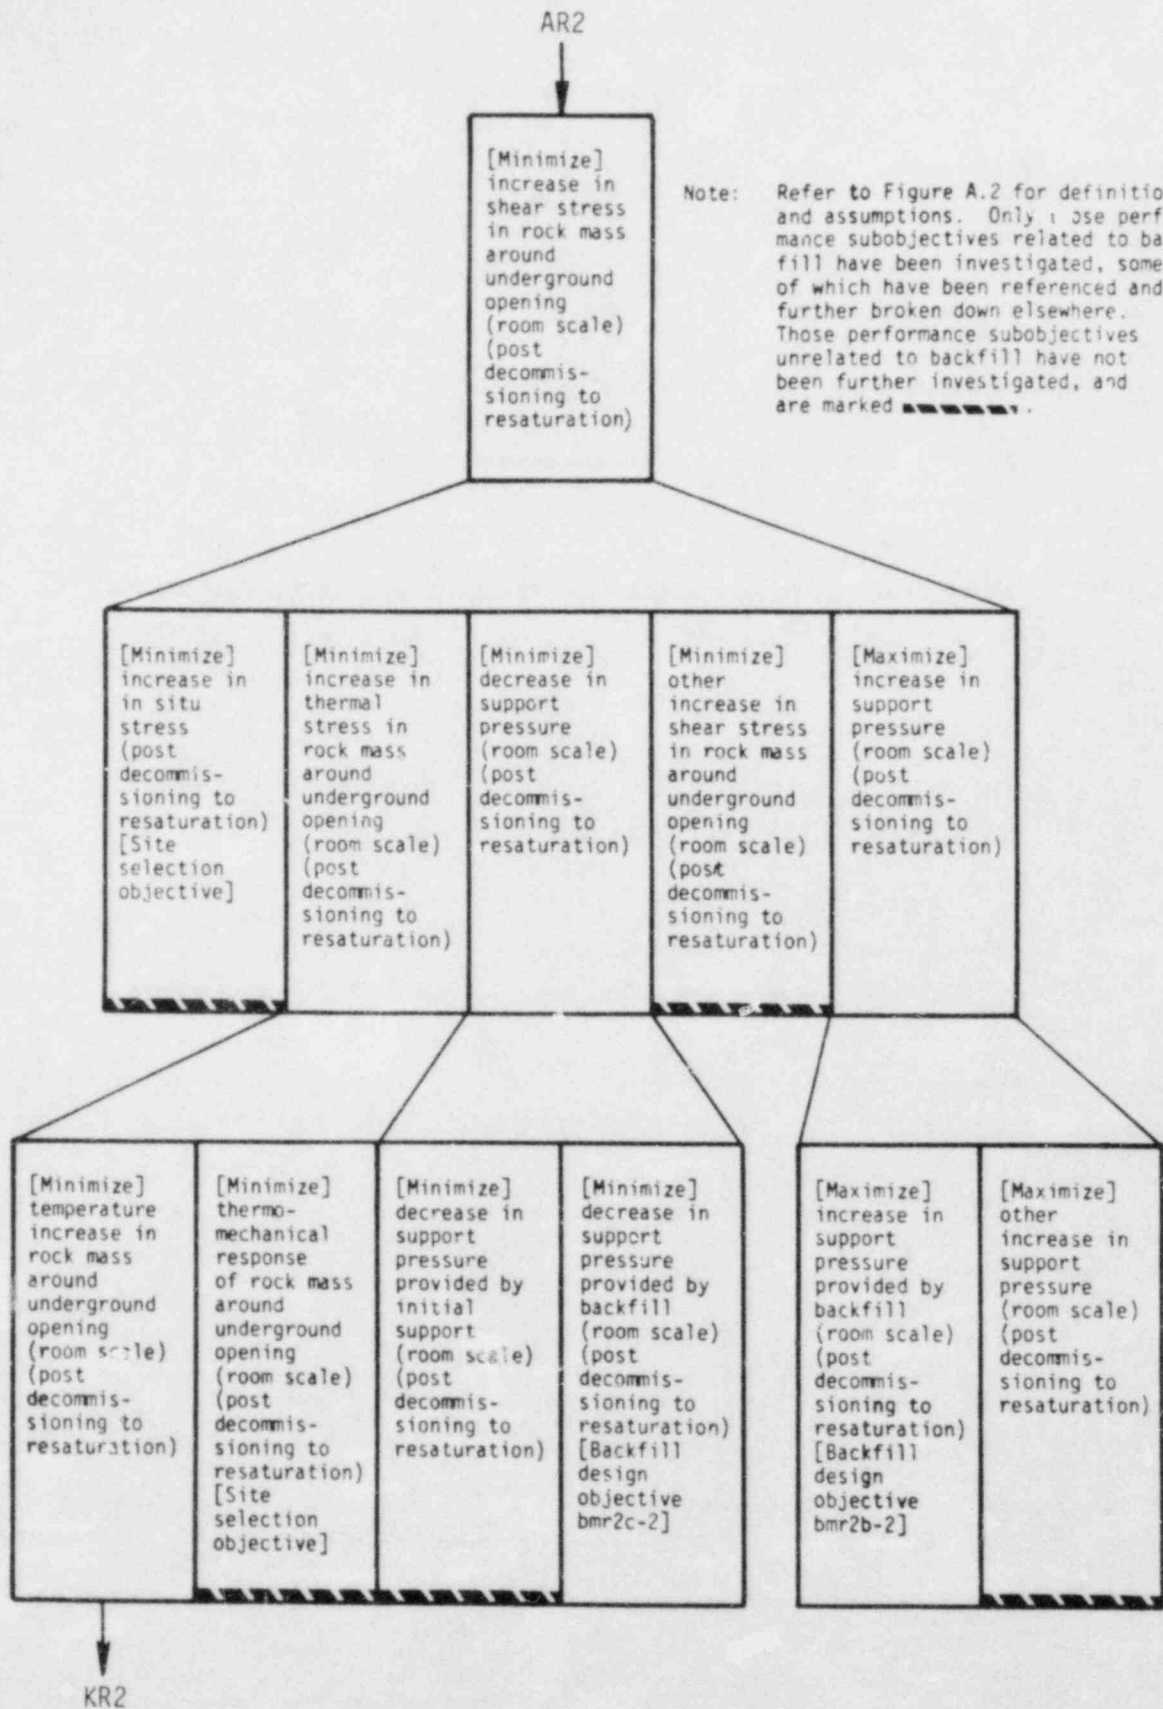 AR2
[Minimize]
increase in
shear stress
in rock mass
around
underground
opening
(room scale)
(post
decommis-
sioning to
resaturation)
Note: Refer to Figure A.2 for definitio
and assumptions. Only ose perf
mance subobjectives related to ba
fill have been investigated, some
of which have been referenced and
further broken down elsewhere.
Those performance subobjectives
unrelated to backfill have not
been further investigated, and
are marked .
[Minimize]
increase in
in situ
stress
(post
decommis-
sioning to
resaturation)
[Site
selection
objective]
[Minimize]
increase in
thermal
stress in
rock mass
around
underground
opening
(room scale)
(post
decommis-
sioning to
resaturation)
[Minimize]
decrease in
support
pressure
(room scale)
(post
decommis-
sioning to
resaturation)
[Minimize]
other
increase in
shear stress
in rock mass
around
underground
opening
(room scale)
(post
decommis-
sioning to
resaturation)
[Maximize]
increase in
support
pressure
(room scale)
(post
decommis-
sioning to
resaturation)
[Minimize]
temperature
increase in
rock mass
around
underground
opening
(room scale)
(post
decommis-
sioning to
resaturation)
[Minimize]
thermo-
mechanical
response
of rock mass
around
underground
opening
(room scale)
(post
decommis-
sioning to
resaturation)
[Site
selection
objective]
[Minimize]
decrease in
support
pressure
provided by
initial
support
(room scale)
(post
decommis-
sioning to
resaturation)
[Minimize]
decrease in
support
pressure
provided by
backfill
(room scale)
(post
decommis-
sioning to
resaturation)
[Backfill
design
objective
bmr2c-2]
[Maximize]
increase in
support
pressure
provided by
backfill
(room scale)
(post
decommis-
sioning to
resaturation)
[Backfill
design
objective
bmr2b-2]
[Maximize]
other
increase in
support
pressure
(room scale)
(post
decommis-
sioning to
resaturation)
KR2